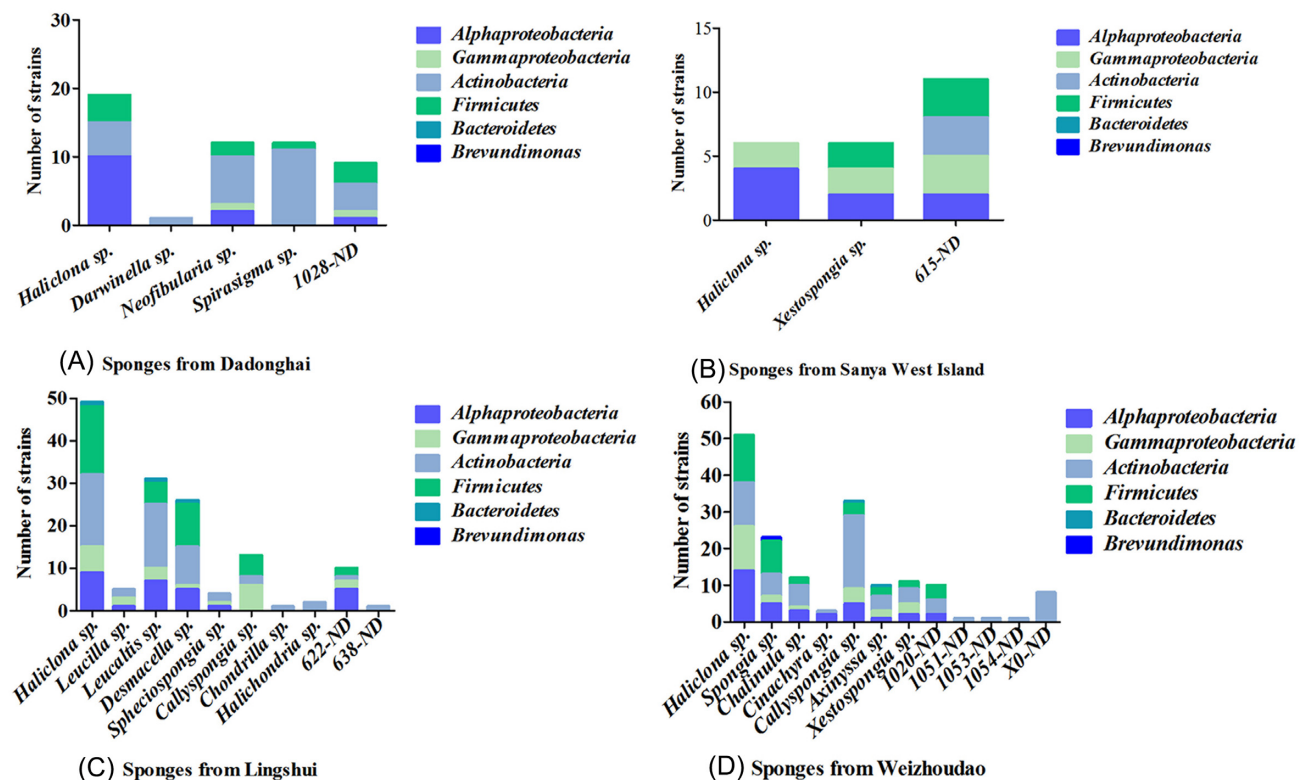 30
20
10
0
Number of strains
Alphaproteobacteria
Gammaproteobacteria
Actinobacteria
Firmicutes
Bacteroidetes
Brevundimonas
Haliclona sp.
Darwinella sp.
Neofibularia sp.
Spirasigma sp.
1028-ND
(A) Sponges from Dadonghai
15
10
5
0
Number of strains
Alphaproteobacteria
Gammaproteobacteria
Actinobacteria
Firmicutes
Bacteroidetes
Brevundimonas
Haliclona sp.
Xestospongia sp.
615-ND
(B) Sponges from Sanya West Island
50
40
30
20
10
0
Number of strains
Alphaproteobacteria
Gammaproteobacteria
Actinobacteria
Firmicutes
Bacteroidetes
Brevundimonas
Haliclona sp.
Leucilla sp.
Leucaltis sp.
Desmacella sp.
Spheciospongia sp.
Callyspongia sp.
Chondrilla sp.
Halichondria sp.
622-ND
638-ND
(C) Sponges from Lingshui
60
50
40
30
20
10
0
Number of strains
Alphaproteobacteria
Gammaproteobacteria
Actinobacteria
Firmicutes
Bacteroidetes
Brevundimonas
Haliclona sp.
Spongia sp.
Chalinula sp.
Cinachyra sp.
Callyspongia sp.
Axinyssa sp.
Xestospongia sp.
1020-ND
1051-ND
1053-ND
1054-ND
X0-ND
(D) Sponges from Weizhoudao